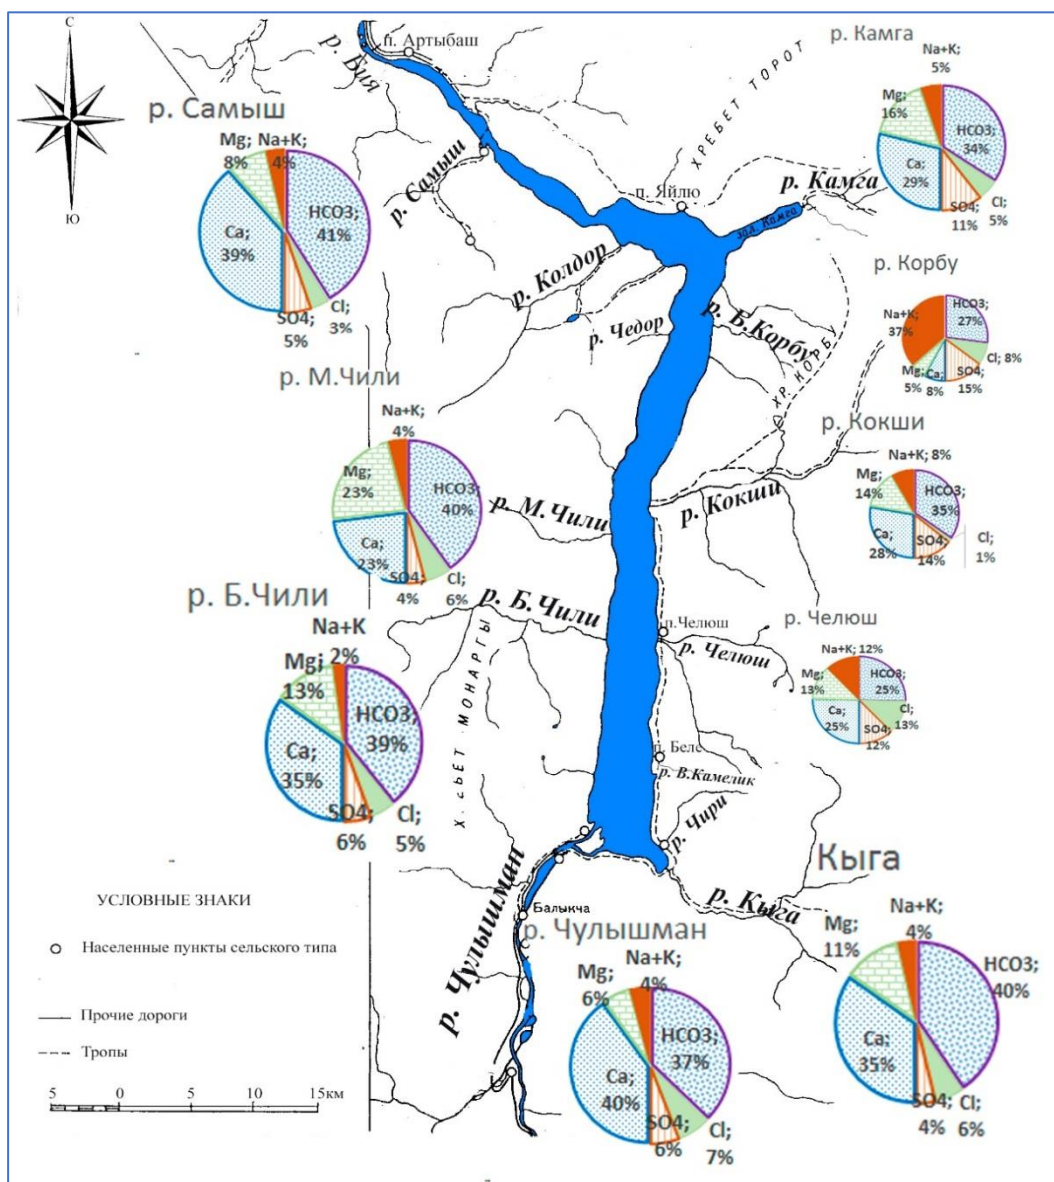 С
Ю
п. Артыбаш
р. Бия
р. Самыш
Mg;
8%
Na+K;
4%
HCO3;
41%
Ca;
39%
SO4;
5%
Cl;
3%
р. Самыш
ХРЕБЕТ ТОРОТ
р. Камга
Na+K;
5%
Mg;
16%
HCO3;
34%
Ca;
29%
SO4;
11%
Cl;
5%
п. Яйлю
р. Камга
зал. Камга
р. Колдор
р. Чедор
р. Б.Корбу
ХР. КОРБУ
р. Корбу
Na+K;
37%
HCO3;
27%
Cl; 8%
Mg;
5%
Ca;
8%
SO4;
15%
р. М.Чили
Na+K;
4%
Mg;
23%
HCO3;
40%
Ca;
23%
SO4;
4%
Cl;
6%
р. М.Чили
р. Кокши
р. Кокши
Na+K; 8%
Mg;
14%
HCO3;
35%
Ca;
28%
SO4;
14%
Cl;
1%
р. Б.Чили
Na+K
2%
Mg;
13%
HCO3;
39%
Ca;
35%
SO4;
6%
Cl;
5%
р. Б.Чили
п.Челюш
р. Челюш
р. Челюш
Na+K; 12%
Mg;
13%
HCO3;
25%
Ca;
25%
SO4;
12%
Cl;
13%
МОНАРГЫ
п. Беле
р. В.Камелик
р. Чири
р. Кыга
Кыга
Na+K;
4%
Mg;
11%
HCO3;
40%
Ca;
35%
SO4;
4%
Cl;
6%
р. Чулышман
Балыкча
р. Чулышман
Na+K;
4%
Mg;
6%
HCO3;
37%
Ca;
40%
SO4;
6%
Cl;
7%
УСЛОВНЫЕ ЗНАКИ
Населенные пункты сельского типа
Прочие дороги
Тропы
5 0 5 10 15км